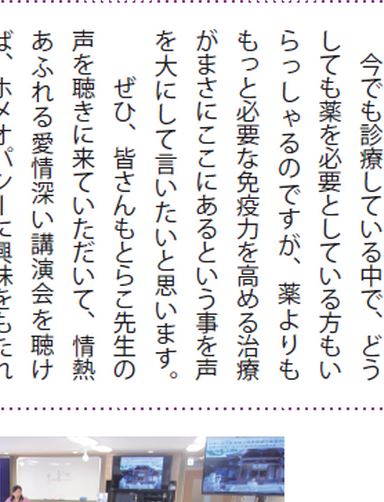 今でも診療している中で、どう
しても薬を必要としている方もい
らっしゃるのですが、薬よりも
もっと必要な免疫力を高める治療
がまさにここにあるという事を声
を大にして言いたいと思います。
ぜひ、皆さんもとらこ先生の
声を聴きに来ていただいて、情熱
あふれる愛情深い講演会を聴け
ば、ホメオパシーに興味をもたれ